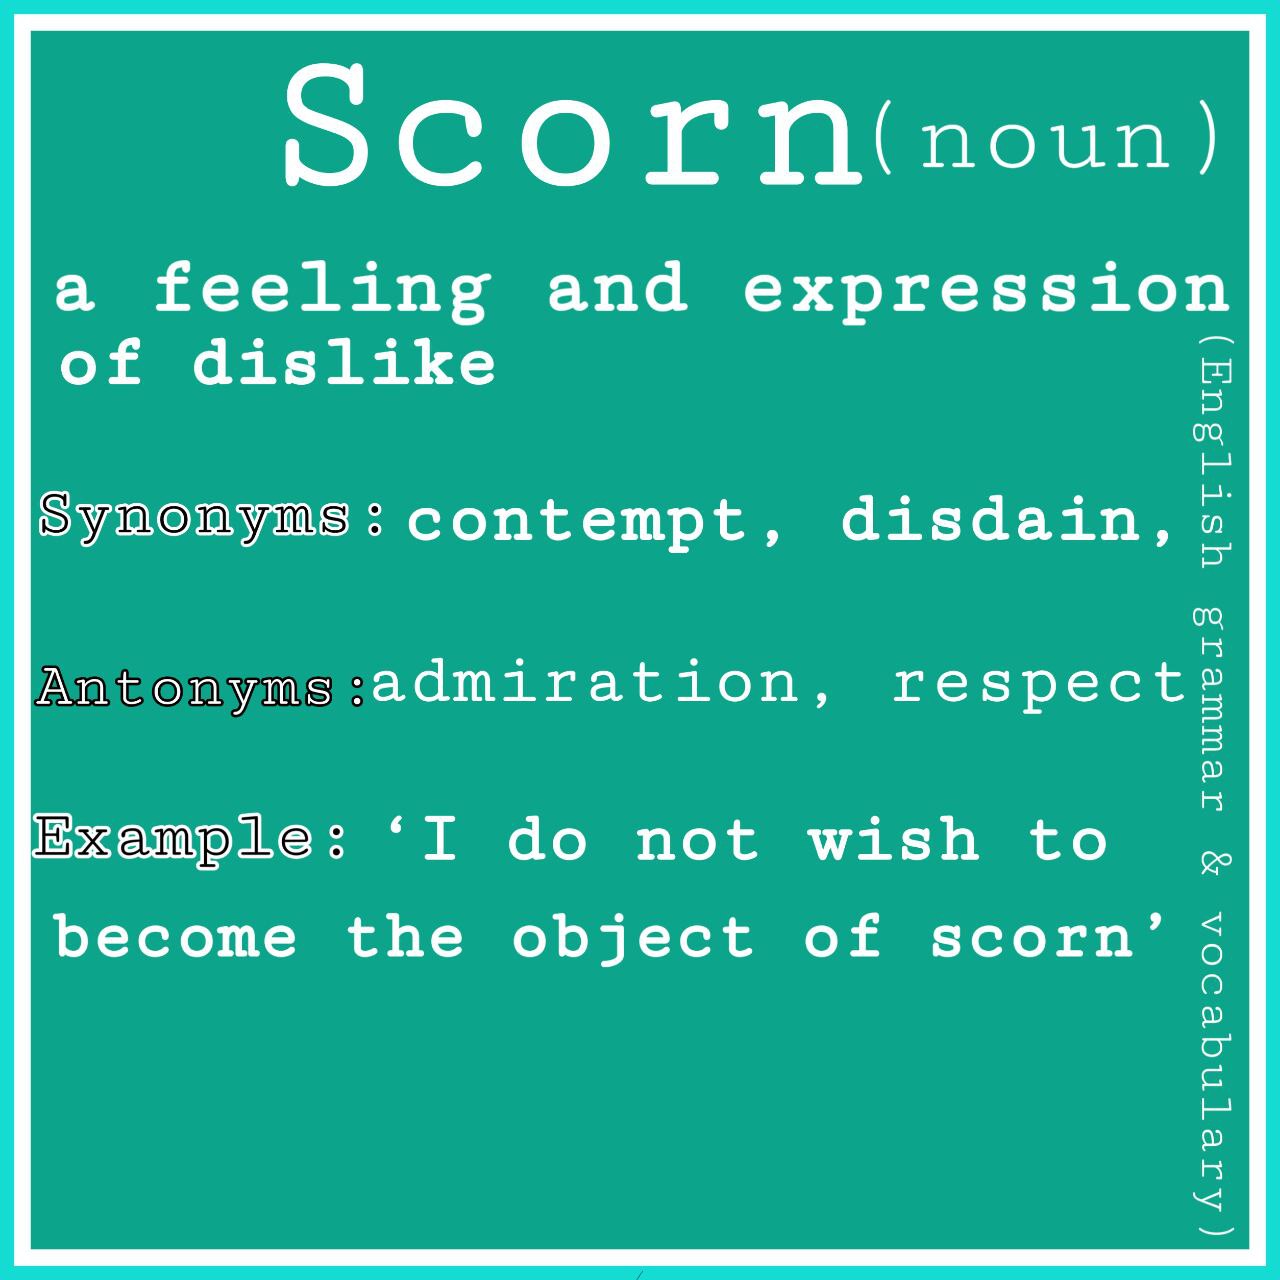 Scorn(noun)
a feeling and expression
of dislike
Synonyms: contempt, disdain,
Antonyms:admiration, respect
Example: ‘I do not wish to
become the object of scorn’
(English grammar & vocabulary)